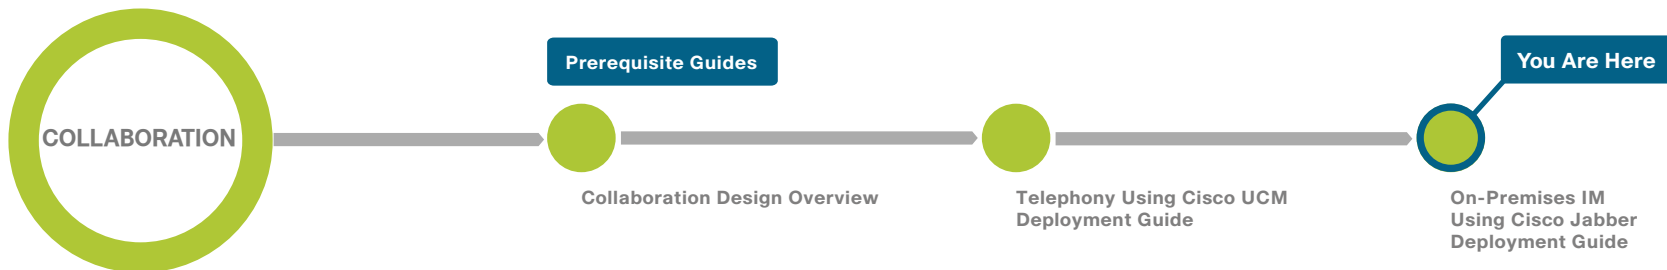 COLLABORATION
Prerequisite Guides
You Are Here
Collaboration Design Overview
Telephony Using Cisco UCM
Deployment Guide
On-Premises IM
Using Cisco Jabber
Deployment Guide